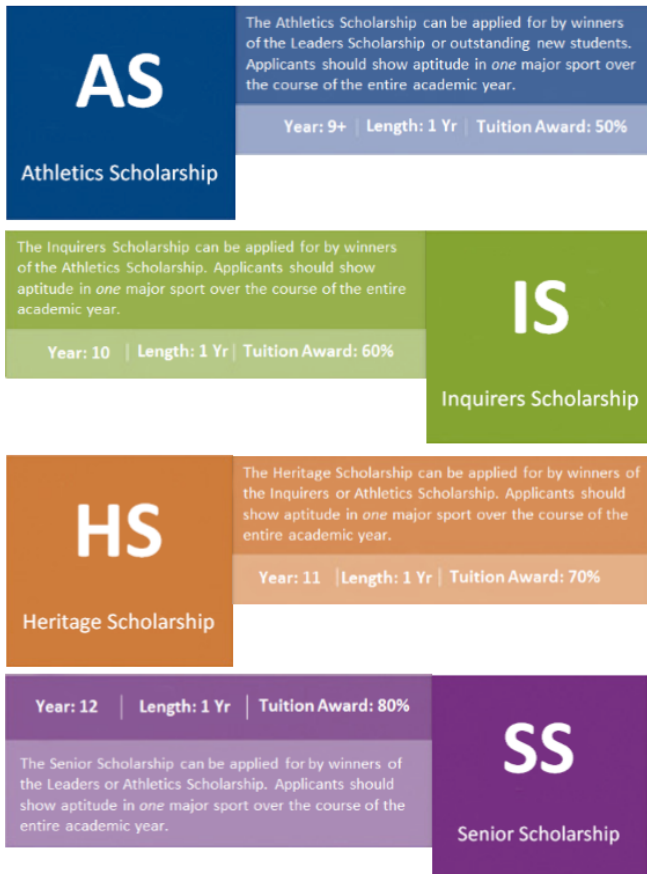 AS
Athletics Scholarship
The Athletics Scholarship can be applied for by winners
of the Leaders Scholarship or outstanding new students.
Applicants should show aptitude in one major sport over
the course of the entire academic year.
Year: 9+ | Length: 1 Yr | Tuition Award: 50%
The Inquirers Scholarship can be applied for by winners
of the Athletics Scholarship. Applicants should show
aptitude in one major sport over the course of the entire
academic year.
Year: 10 | Length: 1 Yr | Tuition Award: 60%
IS
Inquirers Scholarship
HS
Heritage Scholarship
The Heritage Scholarship can be applied for by winners of
the Inquirers or Athletics Scholarship. Applicants should
show aptitude in one major sport over the course of the
entire academic year.
Year: 11 | Length: 1 Yr | Tuition Award: 70%
Year: 12 | Length: 1 Yr | Tuition Award: 80%
The Senior Scholarship can be applied for by winners of
the Leaders or Athletics Scholarship. Applicants should
show aptitude in one major sport over the course of the
entire academic year.
SS
Senior Scholarship